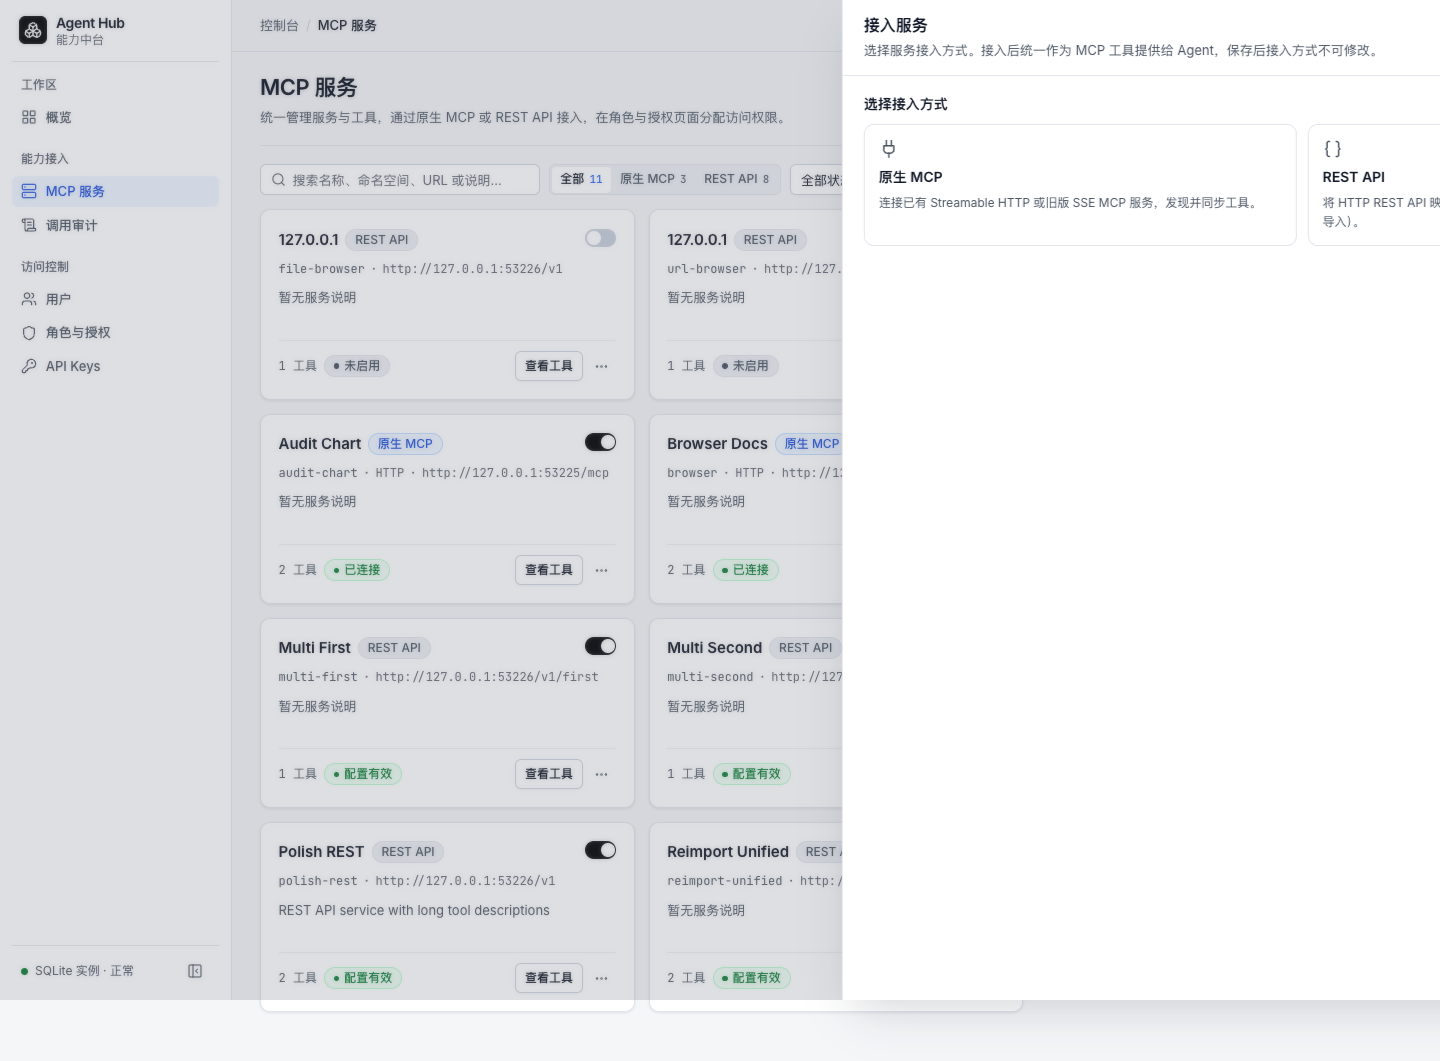 Agent Hub
能力中台
工作区
概览
能力接入
MCP 服务
调用审计
访问控制
用户
角色与授权
API Keys
SQLite 实例 · 正常
控制台 / MCP 服务
MCP 服务
统一管理服务与工具，通过原生 MCP 或 REST API 接入，在角色与授权页面分配访问权限。
搜索名称、命名空间、URL 或说明...
全部 11 原生 MCP 3 REST API 8
全部状
127.0.0.1 REST API
file-browser · http://127.0.0.1:53226/v1
暂无服务说明
1 工具 未启用 查看工具
127.0.0.1 REST API
url-browser · http://127.
暂无服务说明
1 工具 未启用
Audit Chart 原生 MCP
audit-chart · HTTP · http://127.0.0.1:53225/mcp
暂无服务说明
2 工具 已连接 查看工具
Browser Docs 原生 MCP
browser · HTTP · http://12
暂无服务说明
2 工具 已连接
Multi First REST API
multi-first · http://127.0.0.1:53226/v1/first
暂无服务说明
1 工具 配置有效 查看工具
Multi Second REST API
multi-second · http://127
暂无服务说明
1 工具 配置有效
Polish REST REST API
polish-rest · http://127.0.0.1:53226/v1
REST API service with long tool descriptions
2 工具 配置有效 查看工具
Reimport Unified REST
reimport-unified · http:/
暂无服务说明
2 工具 配置有效
接入服务
选择服务接入方式。接入后统一作为 MCP 工具提供给 Agent，保存后接入方式不可修改。
选择接入方式
原生 MCP
连接已有 Streamable HTTP 或旧版 SSE MCP 服务，发现并同步工具。
{ }
REST API
将 HTTP REST API 映
导入）。